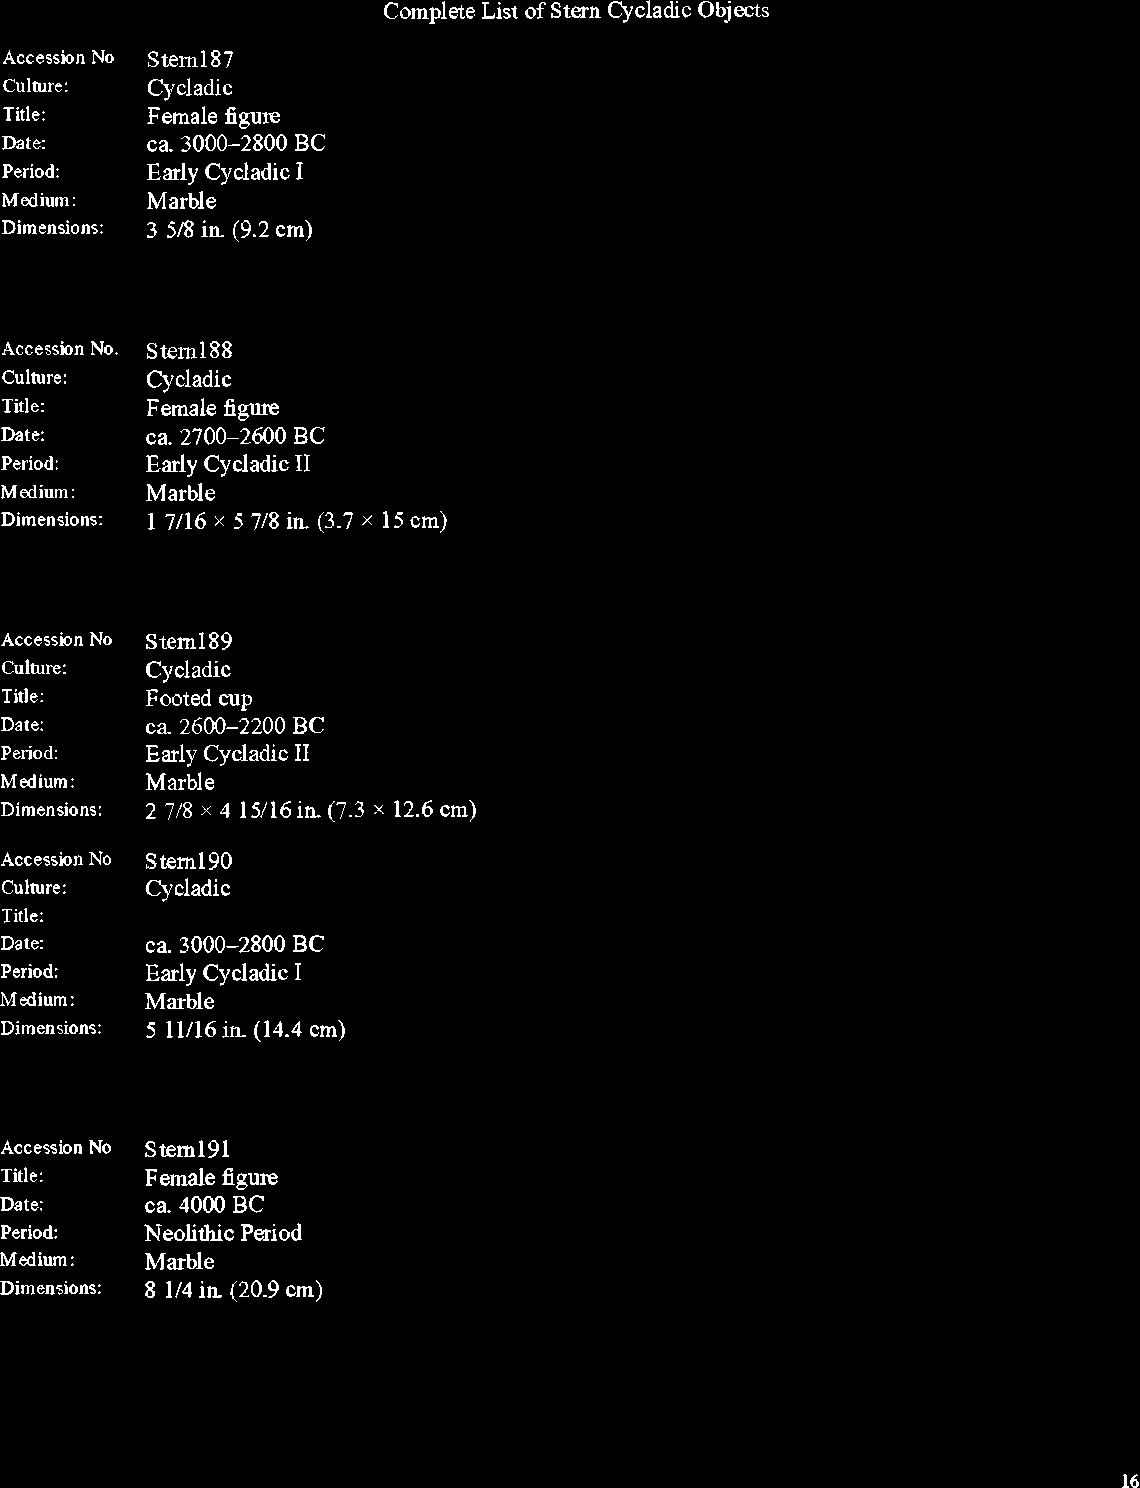 Complete List of Stern Cycladic Objects
Accession No Stern187
Culture: Cycladic
Title: Female figure
Date: ca. 3000–2800 BC
Period: Early Cycladic I
Medium: Marble
Dimensions: 3 5/8 in. (9.2 cm)
Accession No. Stern188
Culture: Cycladic
Title: Female figure
Date: ca. 2700–2600 BC
Period: Early Cycladic II
Medium: Marble
Dimensions: 1 7/16 × 5 7/8 in. (3.7 × 15 cm)
Accession No Stern189
Culture: Cycladic
Title: Footed cup
Date: ca. 2600–2200 BC
Period: Early Cycladic II
Medium: Marble
Dimensions: 2 7/8 × 4 15/16 in. (7.3 × 12.6 cm)
Accession No Stern190
Culture: Cycladic
Title:
Date: ca. 3000–2800 BC
Period: Early Cycladic I
Medium: Marble
Dimensions: 5 11/16 in. (14.4 cm)
Accession No Stern191
Title: Female figure
Date: ca. 4000 BC
Period: Neolithic Period
Medium: Marble
Dimensions: 8 1/4 in. (20.9 cm)
16